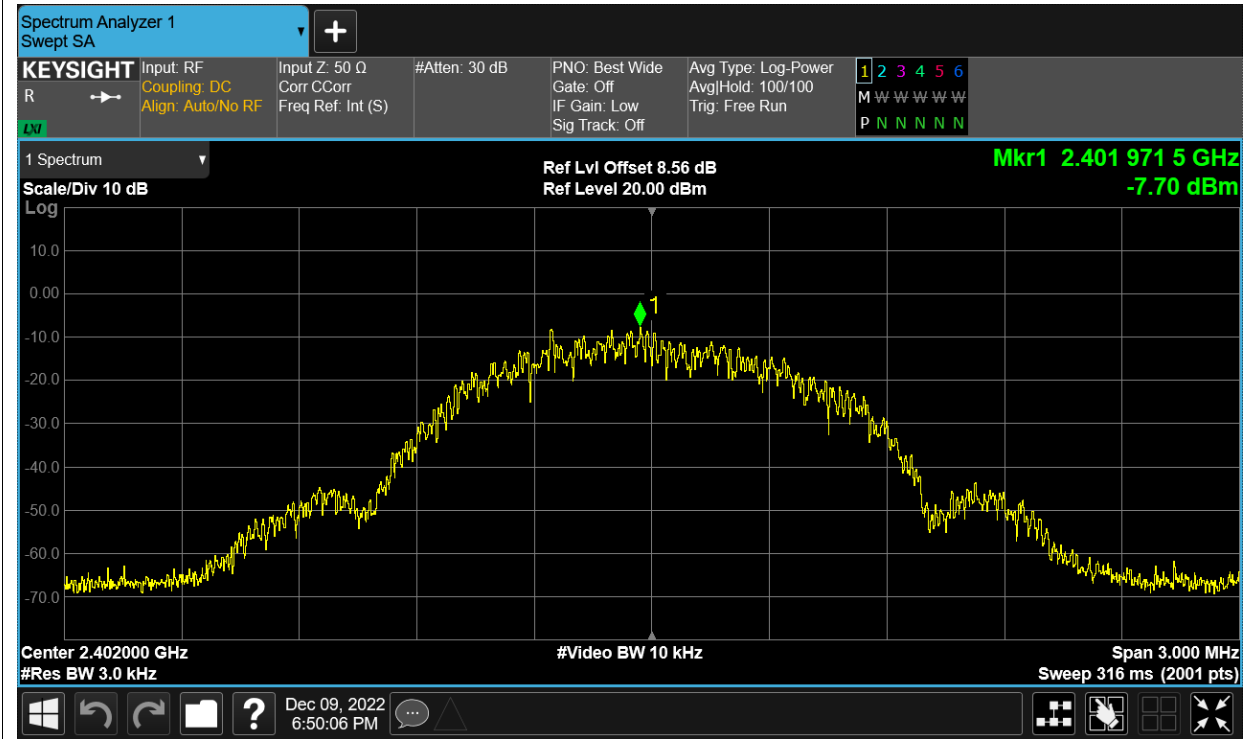 Spectrum Analyzer 1
Swept SA
+
KEYSIGHT
R
LXI
Input: RF
Coupling: DC
Align: Auto/No RF
Input Z: 50 Ω
Corr CCorr
Freq Ref: Int (S)
#Atten: 30 dB
PNO: Best Wide
Gate: Off
IF Gain: Low
Sig Track: Off
Avg Type: Log-Power
Avg|Hold: 100/100
Trig: Free Run
1 2 3 4 5 6
M W W W W W
P N N N N N
1 Spectrum
Scale/Div 10 dB
Log
Ref Lvl Offset 8.56 dB
Ref Level 20.00 dBm
Mkr1 2.401 971 5 GHz
-7.70 dBm
10.0
0.00
-10.0
-20.0
-30.0
-40.0
-50.0
-60.0
-70.0
1
Center 2.402000 GHz
#Res BW 3.0 kHz
#Video BW 10 kHz
Span 3.000 MHz
Sweep 316 ms (2001 pts)
?
Dec 09, 2022
6:50:06 PM